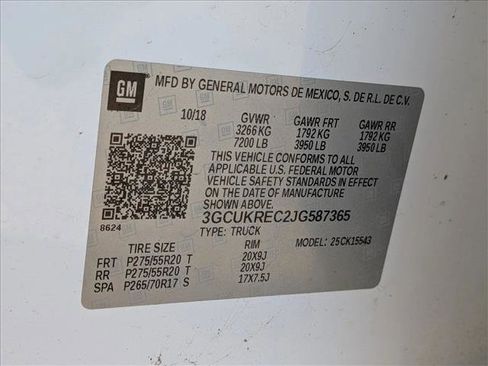 GM
MFD BY GENERAL MOTORS DE MEXICO, S. DE R.L. DE C.V.
10/18 GVWR GAWR FRT GAWR RR
3266 KG 1792 KG 1792 KG
7200 LB 3950 LB 3950 LB
THIS VEHICLE CONFORMS TO ALL
APPLICABLE U.S. FEDERAL MOTOR
VEHICLE SAFETY STANDARDS IN EFFECT
ON THE DATE OF MANUFACTURE
SHOWN ABOVE.
3GCUKREC2JG587365
8624 TYPE: TRUCK MODEL: 25CK15543
TIRE SIZE RIM
FRT P275/55R20 T 20X9J
RR P275/55R20 T 20X9J
SPA P265/70R17 S 17X7.5J